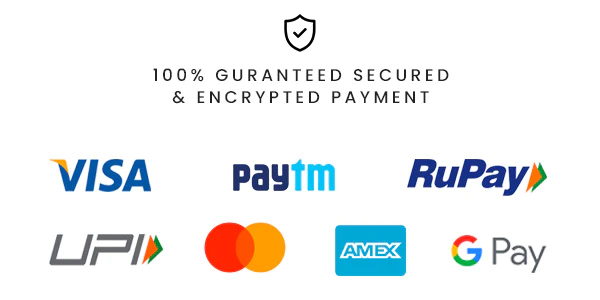 100% GURANTEED SECURED
& ENCRYPTED PAYMENT
VISA paytm RuPay
UPI AMEX G Pay